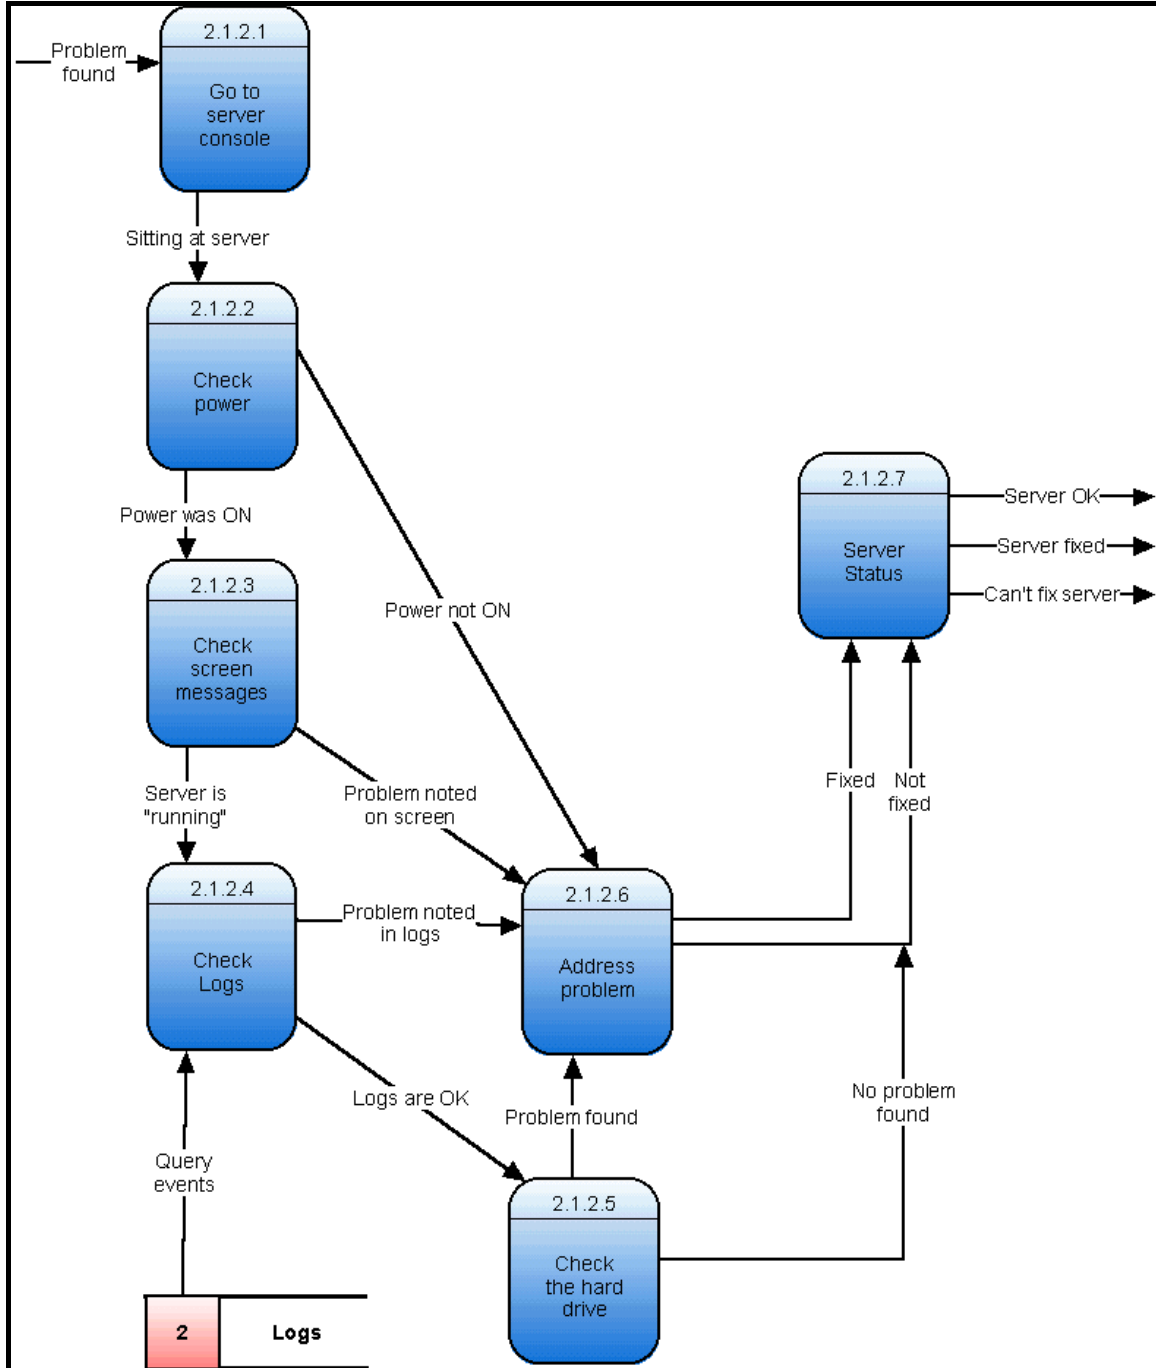 Problem
found
2.1.2.1
Go to
server
console
Sitting at server
2.1.2.2
Check
power
Power was ON
Power not ON
2.1.2.3
Check
screen
messages
Server is
"running"
Problem noted
on screen
2.1.2.4
Check
Logs
Problem noted
in logs
Logs are OK
Query
events
2
Logs
2.1.2.5
Check
the hard
drive
Problem found
No problem
found
2.1.2.6
Address
problem
Fixed
Not
fixed
2.1.2.7
Server
Status
Server OK
Server fixed
Can't fix server